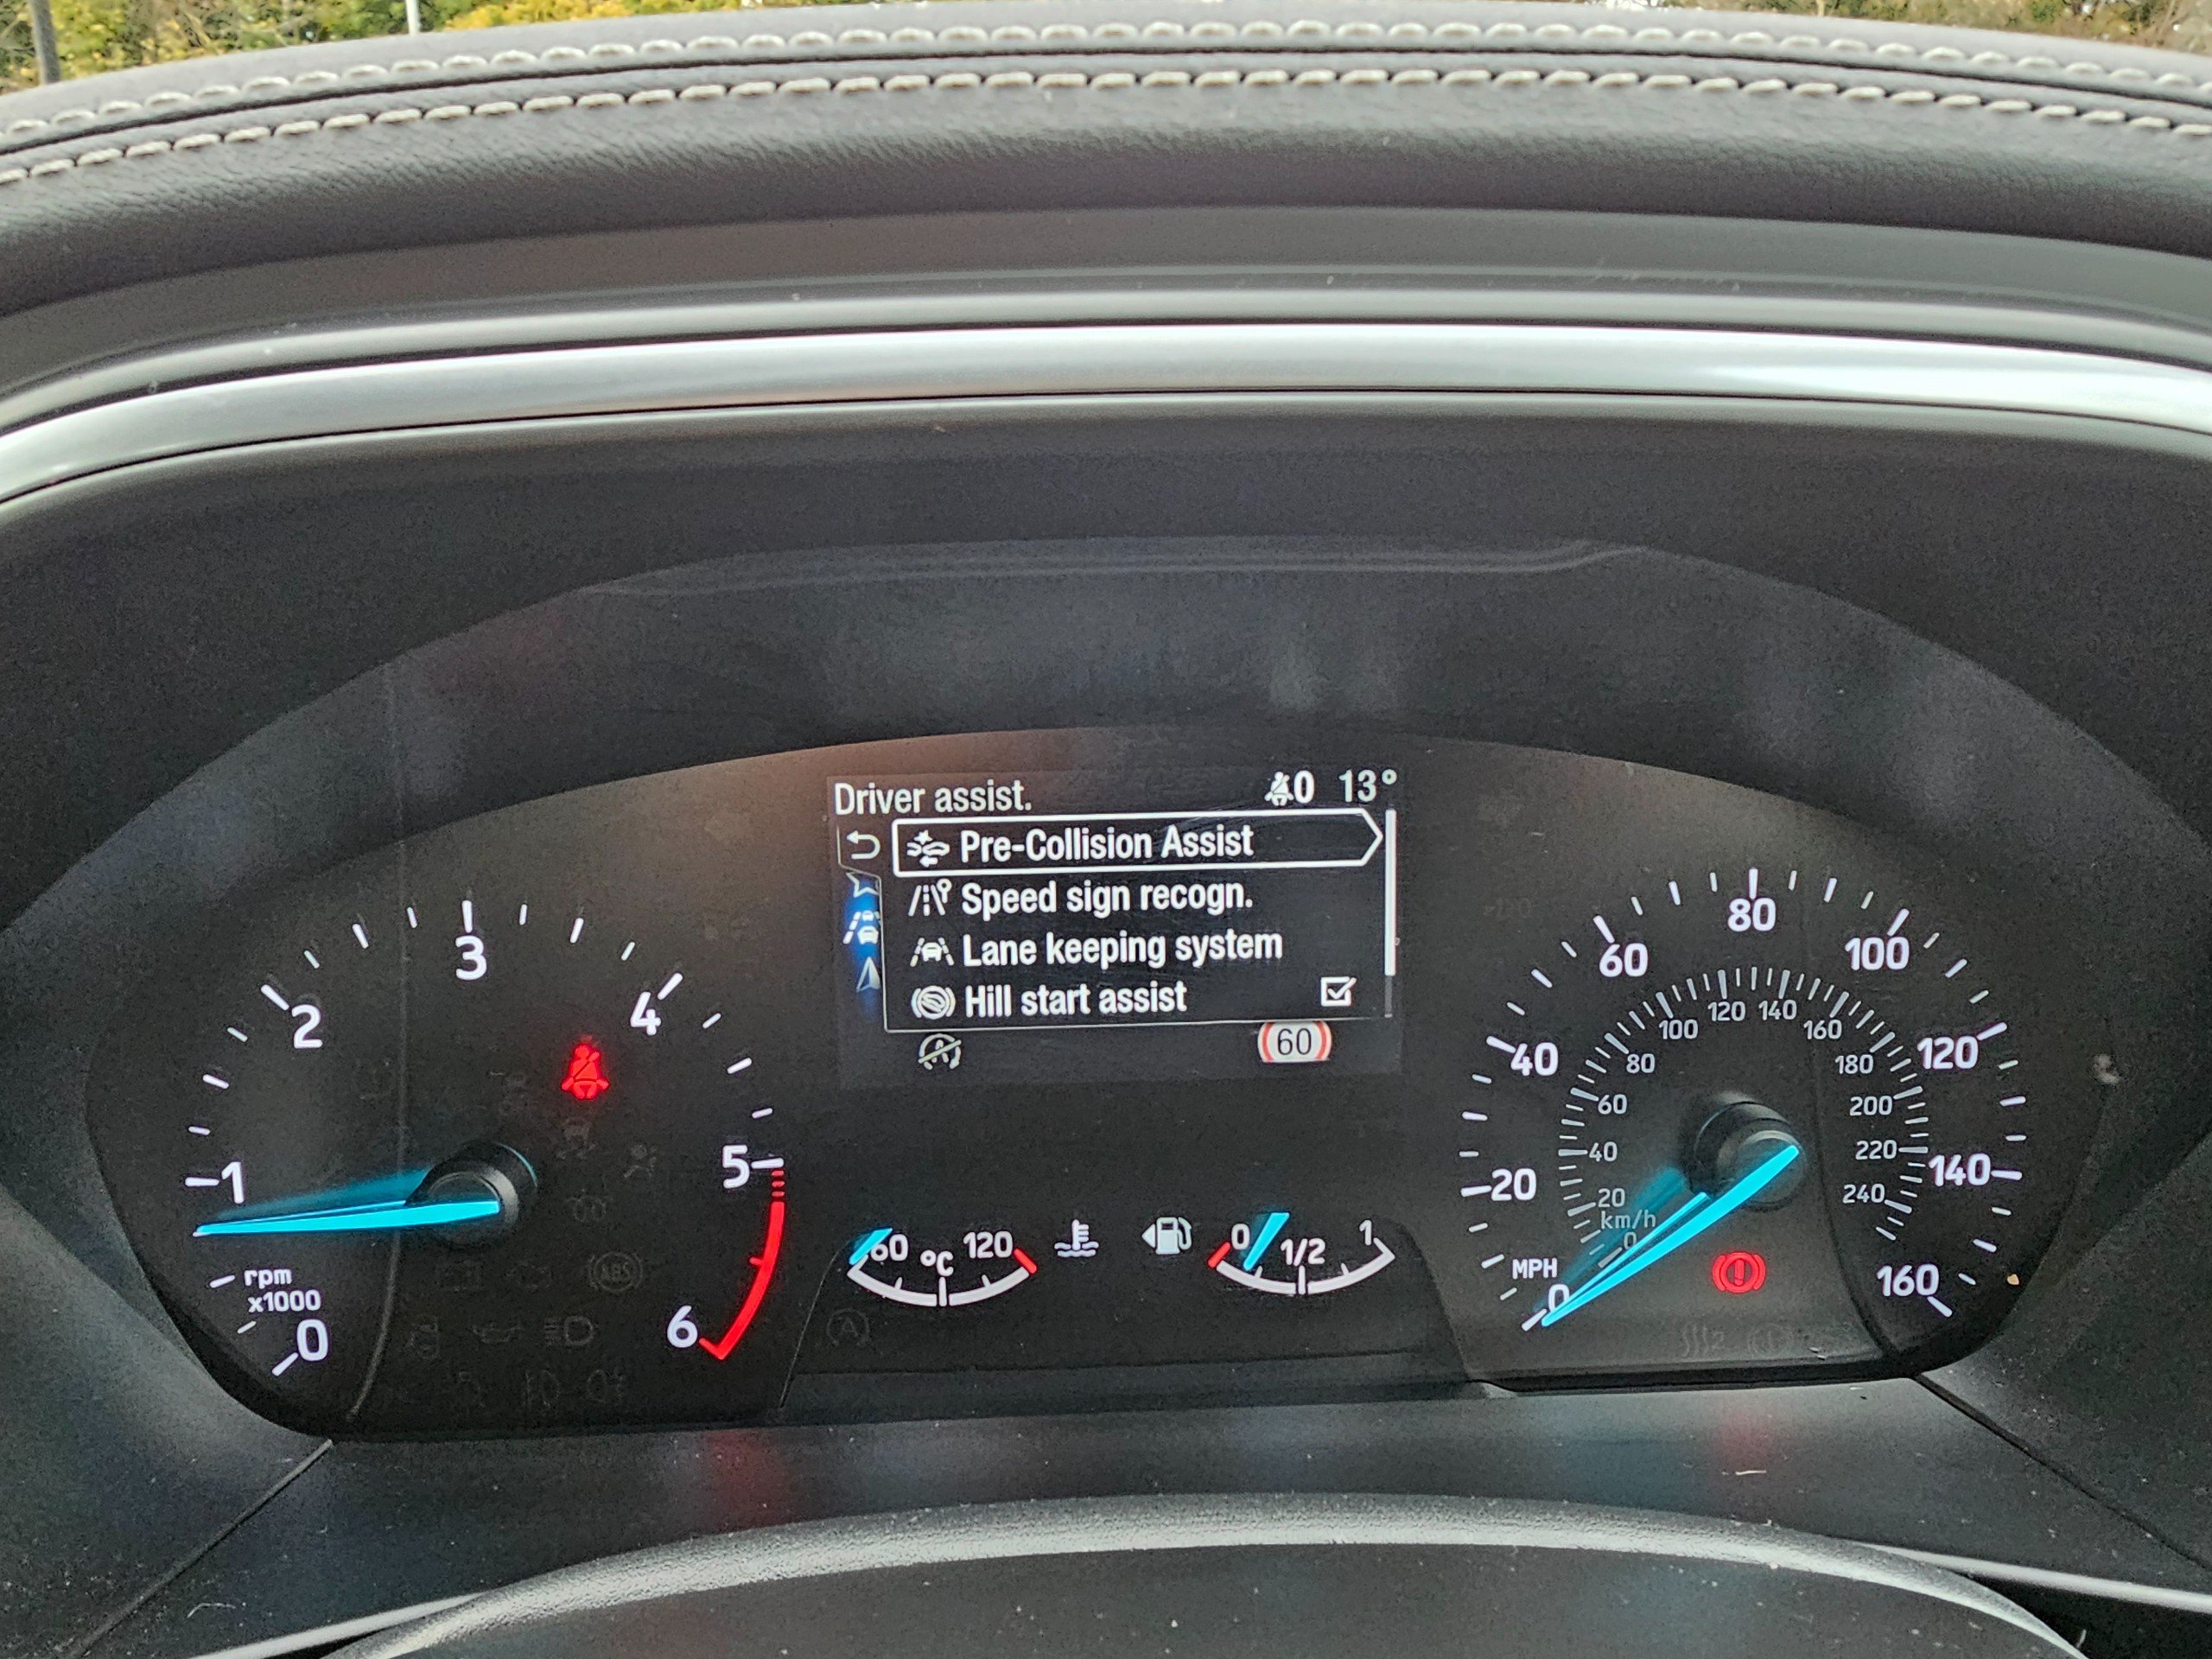 Driver assist. 0 13°
Pre-Collision Assist
Speed sign recogn.
Lane keeping system
Hill start assist
60
0
1
2
3
4
5
6
rpm
x1000
60 °C 120
0 1/2 1
0
20
40
60
80
100
120
140
160
MPH
0
20
40
60
80
100
120
140
160
180
200
220
240
km/h
ABS